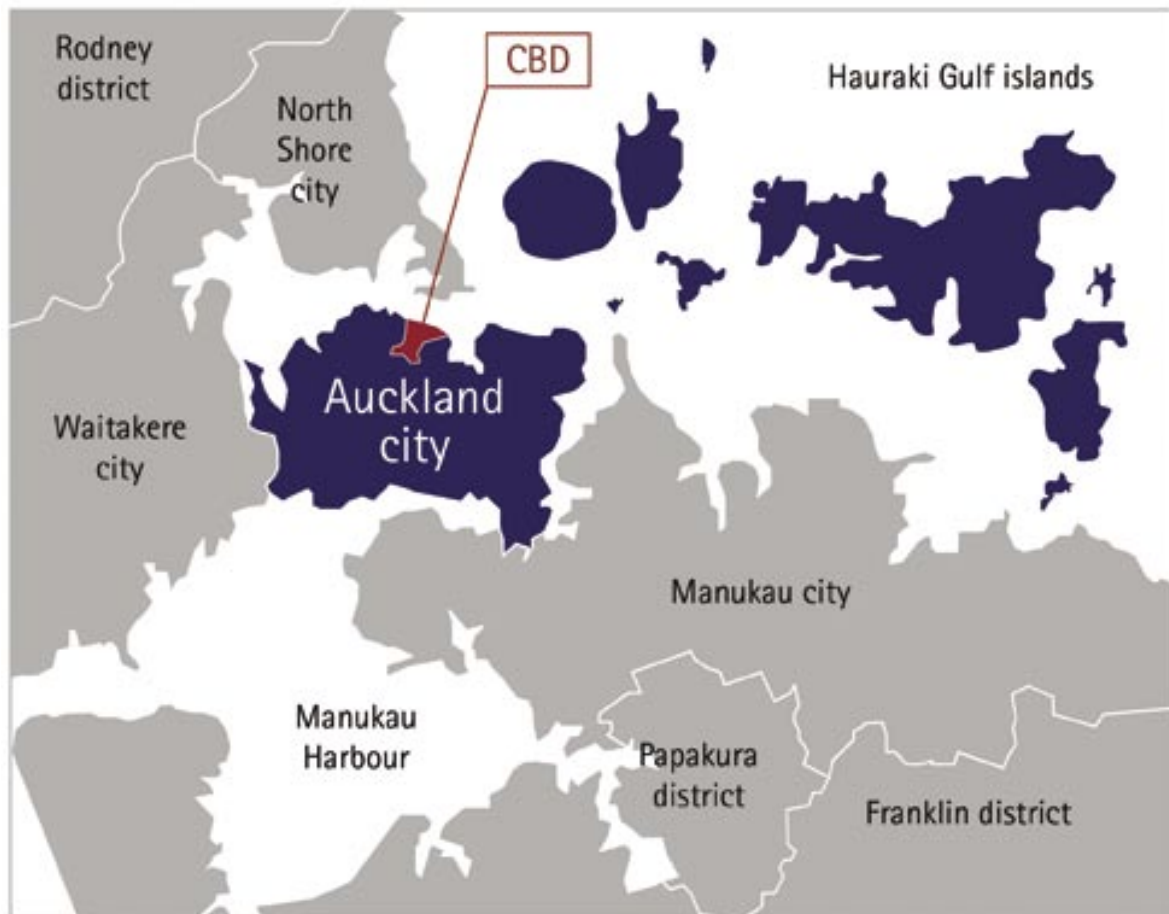 Rodney
district
CBD
Hauraki Gulf islands
North
Shore
city
Auckland
city
Waitakere
city
Manukau city
Manukau
Harbour
Papakura
district
Franklin district